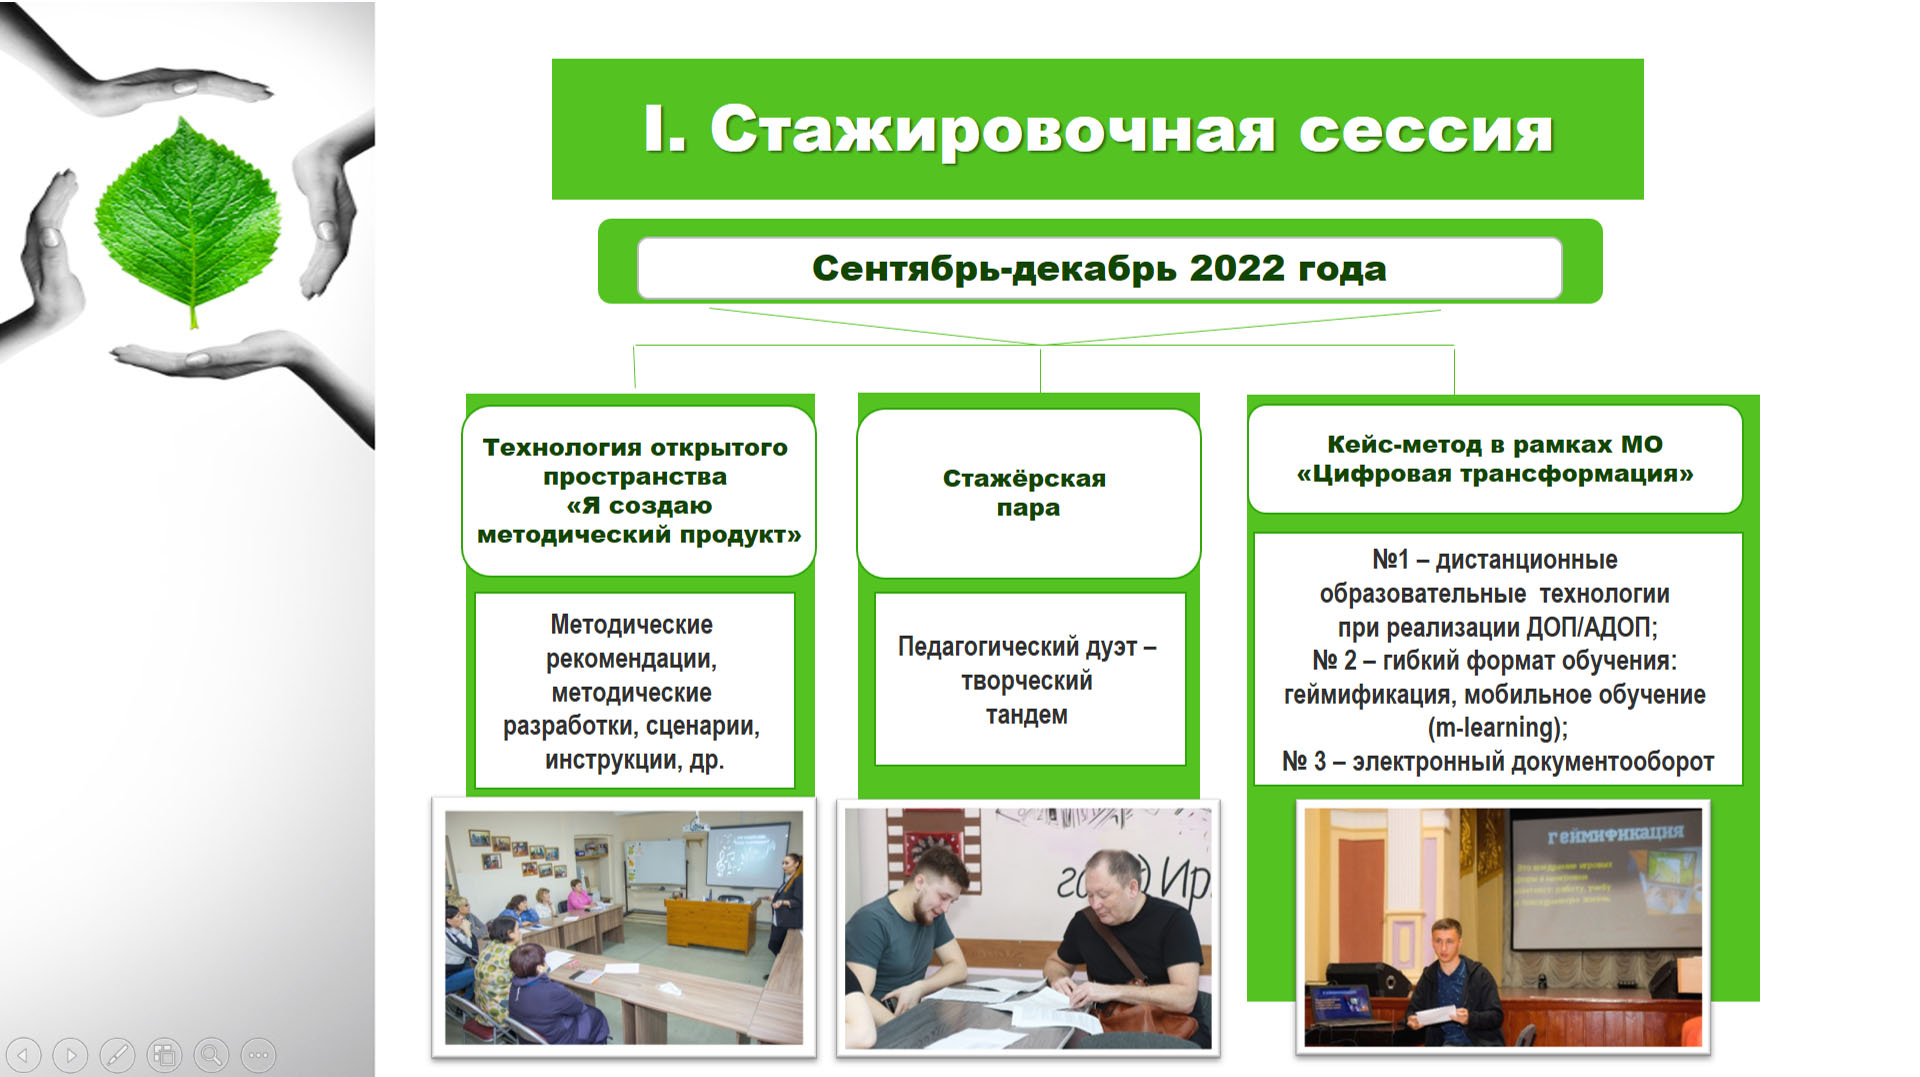 I. Стажировочная сессия
Сентябрь-декабрь 2022 года
Технология открытого
пространства
«Я создаю
методический продукт»
Методические
рекомендации,
методические
разработки, сценарии,
инструкции, др.
Стажёрская
пара
Педагогический дуэт –
творческий
тандем
Кейс-метод в рамках МО
«Цифровая трансформация»
№1 – дистанционные
образовательные  технологии
при реализации ДОП/АДОП;
№ 2 – гибкий формат обучения:
геймификация, мобильное обучение
(m-learning);
№ 3 – электронный документооборот
геймификация